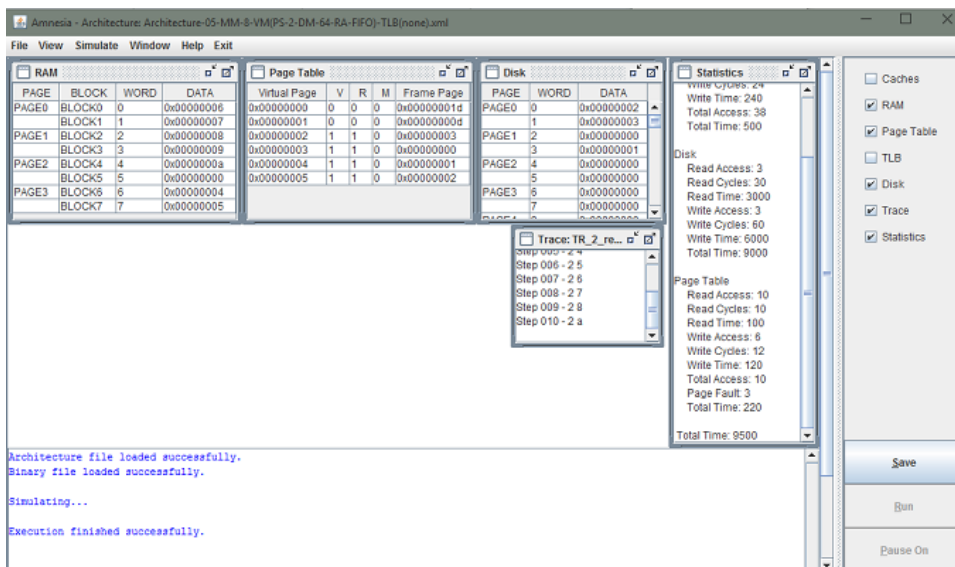 Amnesia - Architecture: Architecture-05-MM-8-VM(PS-2-DM-64-RA-FIFO)-TLB(none).xml
File View Simulate Window Help Exit
RAM
PAGE BLOCK WORD DATA
PAGE0 BLOCK0 0 0x00000006
BLOCK1 1 0x00000007
PAGE1 BLOCK2 2 0x00000008
BLOCK3 3 0x00000009
PAGE2 BLOCK4 4 0x0000000a
BLOCK5 5 0x00000000
PAGE3 BLOCK6 6 0x00000004
BLOCK7 7 0x00000005
Page Table
Virtual Page V R M Frame Page
0x00000000 0 0 0 0x00000001d
0x00000001 0 0 0 0x00000000d
0x00000002 1 1 0 0x00000003
0x00000003 1 1 0 0x00000000
0x00000004 1 1 0 0x00000001
0x00000005 1 1 0 0x00000002
Disk
PAGE WORD DATA
PAGE0 0 0x00000002
1 0x00000003
PAGE1 2 0x00000000
3 0x00000001
PAGE2 4 0x00000000
5 0x00000000
PAGE3 6 0x00000000
7 0x00000000
Trace: TR_2_re...
Step 005 - 2 4
Step 006 - 2 5
Step 007 - 2 6
Step 008 - 2 7
Step 009 - 2 8
Step 010 - 2 a
Statistics
Write Cycles: 24
Write Time: 240
Total Access: 38
Total Time: 500
Disk
Read Access: 3
Read Cycles: 30
Read Time: 3000
Write Access: 3
Write Cycles: 60
Write Time: 6000
Total Time: 9000
Page Table
Read Access: 10
Read Cycles: 10
Read Time: 100
Write Access: 6
Write Cycles: 12
Write Time: 120
Total Access: 10
Page Fault: 3
Total Time: 220
Total Time: 9500
Caches
RAM
Page Table
TLB
Disk
Trace
Statistics
Save
Run
Pause On
Architecture file loaded successfully.
Binary file loaded successfully.
Simulating...
Execution finished successfully.